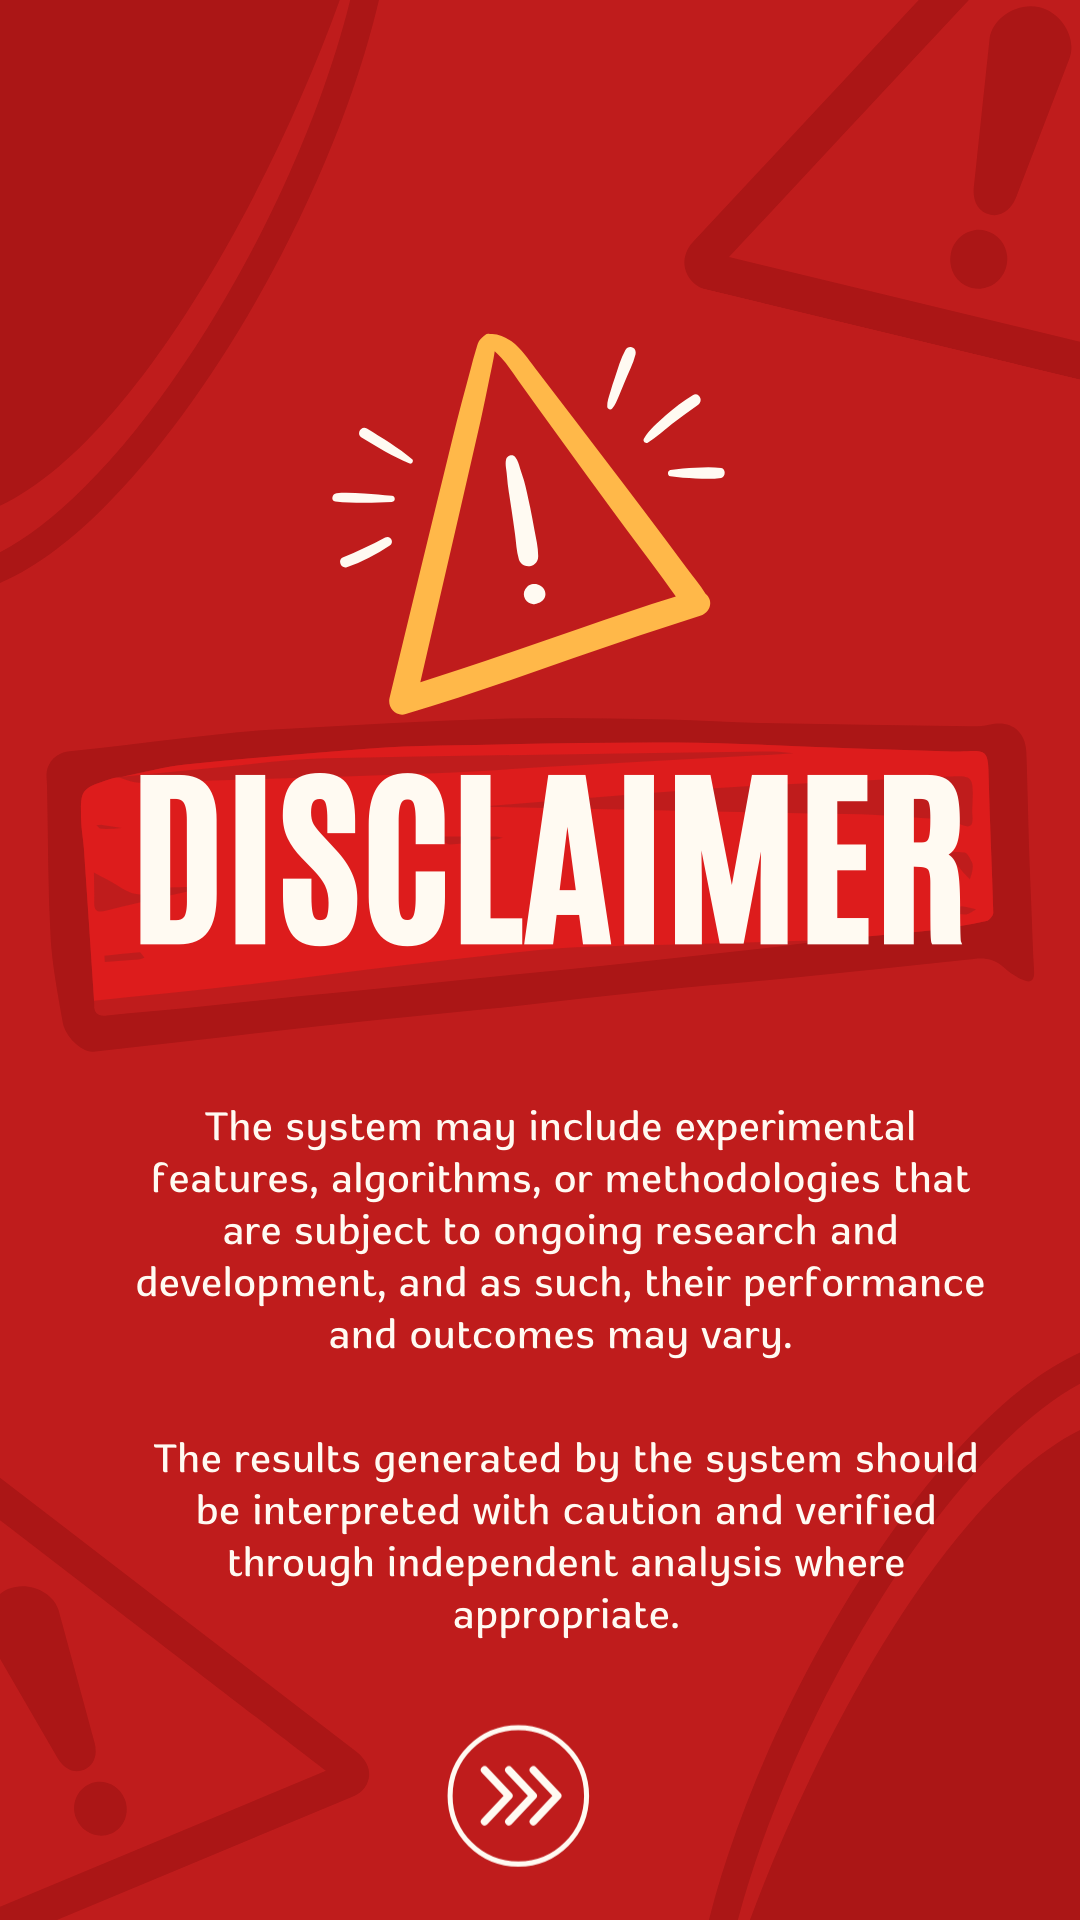 DISCLAIMER
The system may include experimental
features, algorithms, or methodologies that
are subject to ongoing research and
development, and as such, their performance
and outcomes may vary.
The results generated by the system should
be interpreted with caution and verified
through independent analysis where
appropriate.